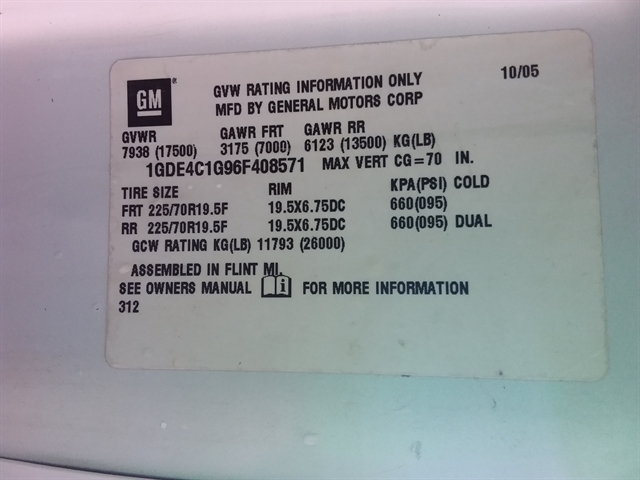 GM ® GVW RATING INFORMATION ONLY 10/05
MFD BY GENERAL MOTORS CORP
GVWR GAWR FRT GAWR RR
7938 (17500) 3175 (7000) 6123 (13500) KG(LB)
1GDE4C1G96F408571 MAX VERT CG=70 IN.
TIRE SIZE RIM KPA(PSI) COLD
FRT 225/70R19.5F 19.5X6.75DC 660(095)
RR 225/70R19.5F 19.5X6.75DC 660(095) DUAL
GCW RATING KG(LB) 11793 (26000)
ASSEMBLED IN FLINT MI.
SEE OWNERS MANUAL i FOR MORE INFORMATION
312